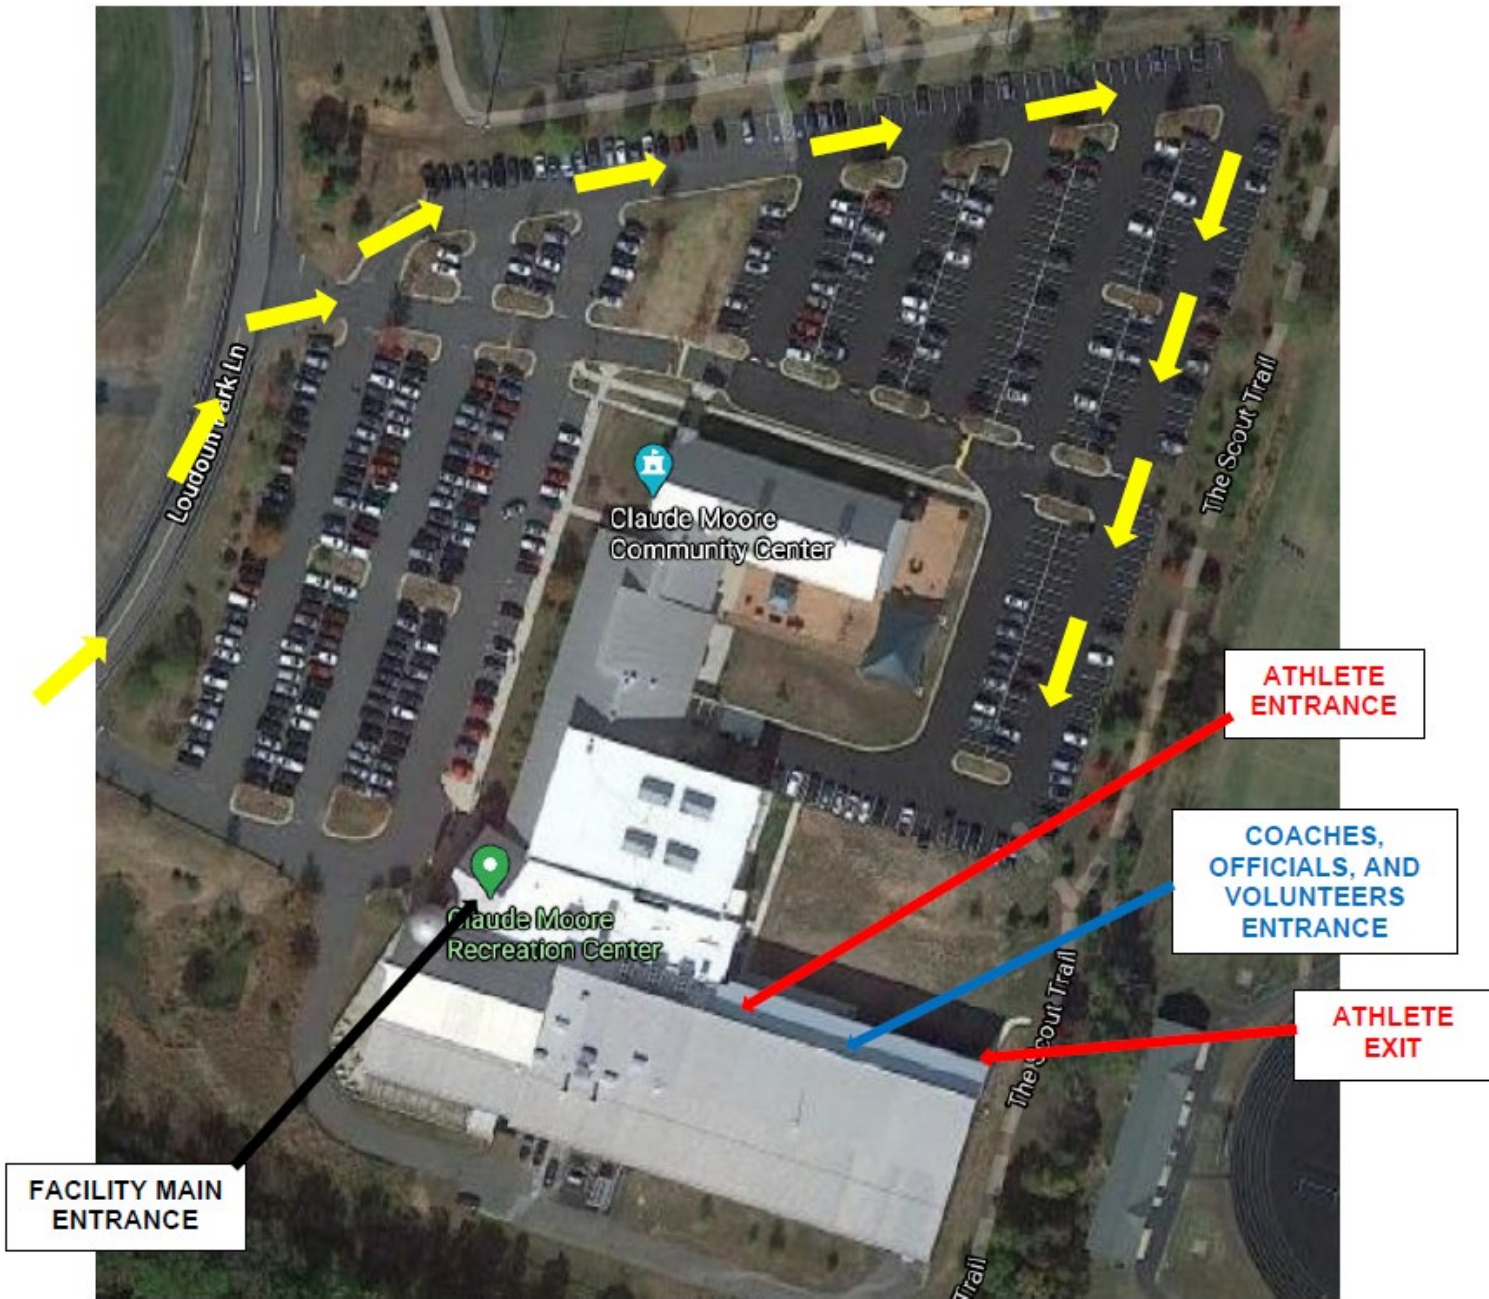 Loudoun Park Ln
The Scout Trail
Claude Moore
Community Center
ATHLETE
ENTRANCE
COACHES,
OFFICIALS, AND
VOLUNTEERS
ENTRANCE
Claude Moore
Recreation Center
The Scout Trail
ATHLETE
EXIT
FACILITY MAIN
ENTRANCE
Trail